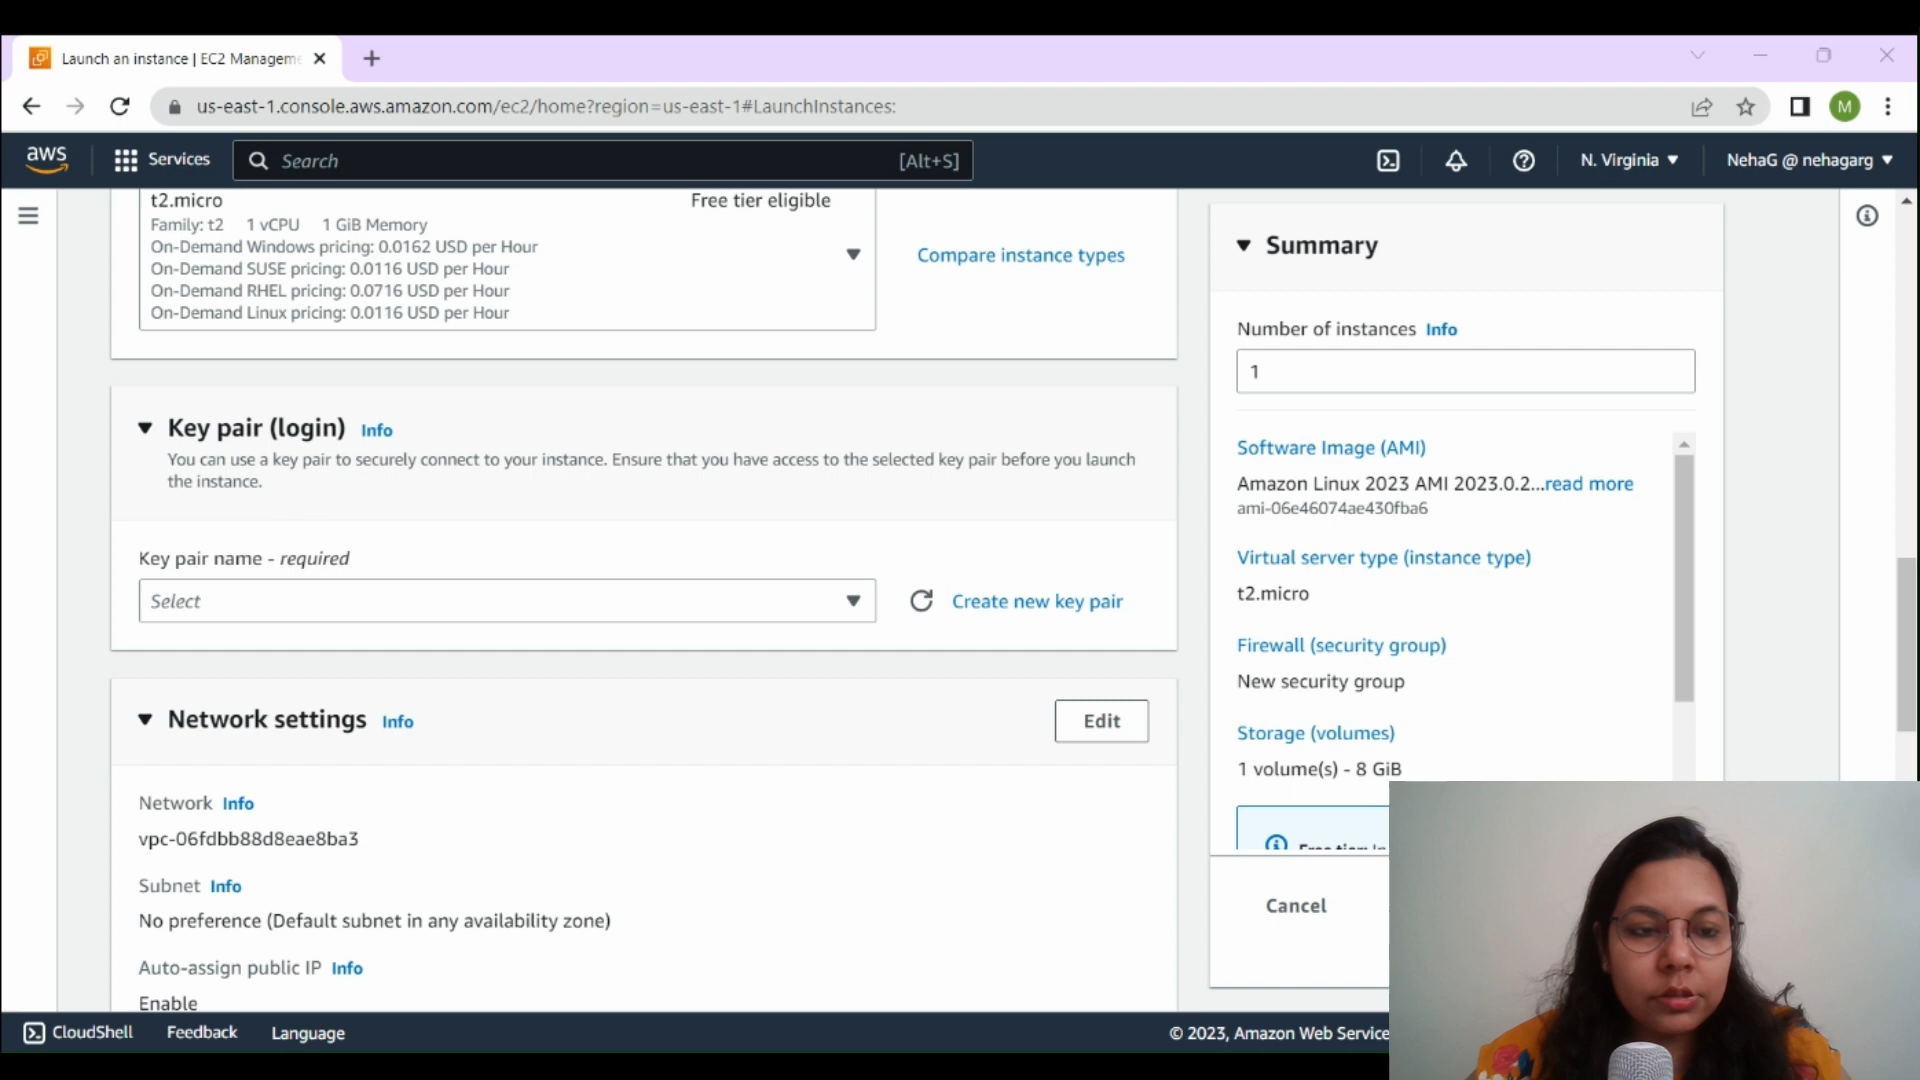 Launch an instance | EC2 Manageme
us-east-1.console.aws.amazon.com/ec2/home?region=us-east-1#LaunchInstances:
M
aws
Services
Search
[Alt+S]
N. Virginia
NehaG @ nehagarg
t2.micro
Free tier eligible
Family: t2 1 vCPU 1 GiB Memory
On-Demand Windows pricing: 0.0162 USD per Hour
On-Demand SUSE pricing: 0.0116 USD per Hour
On-Demand RHEL pricing: 0.0716 USD per Hour
On-Demand Linux pricing: 0.0116 USD per Hour
Compare instance types
Key pair (login) Info
You can use a key pair to securely connect to your instance. Ensure that you have access to the selected key pair before you launch
the instance.
Key pair name - required
Select
Create new key pair
Network settings Info
Edit
Network Info
vpc-06fdbb88d8eae8ba3
Subnet Info
No preference (Default subnet in any availability zone)
Auto-assign public IP Info
Enable
Summary
Number of instances Info
1
Software Image (AMI)
Amazon Linux 2023 AMI 2023.0.2...read more
ami-06e46074ae430fba6
Virtual server type (instance type)
t2.micro
Firewall (security group)
New security group
Storage (volumes)
1 volume(s) - 8 GiB
Free tier: In
Cancel
CloudShell
Feedback
Language
© 2023, Amazon Web Service